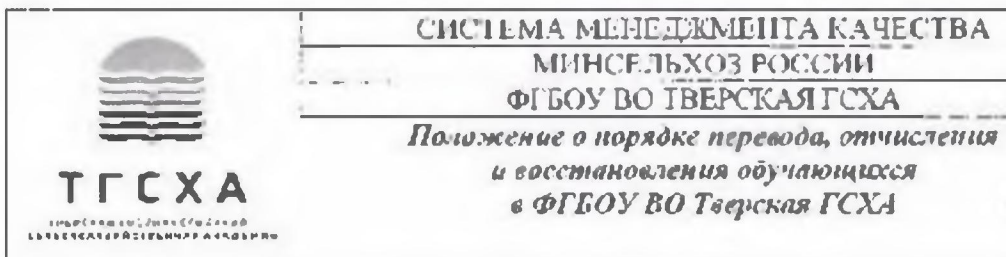 СИСТЕМА МЕНЕДЖМЕНТА КАЧЕСТВА
МИНСЕЛЬХОЗ РОССИИ
ФГБОУ ВО ТВЕРСКАЯ ГСХА
Положение о порядке перевода, отчисления
и восстановления обучающихся
в ФГБОУ ВО Тверская ГСХА
ТГСХА